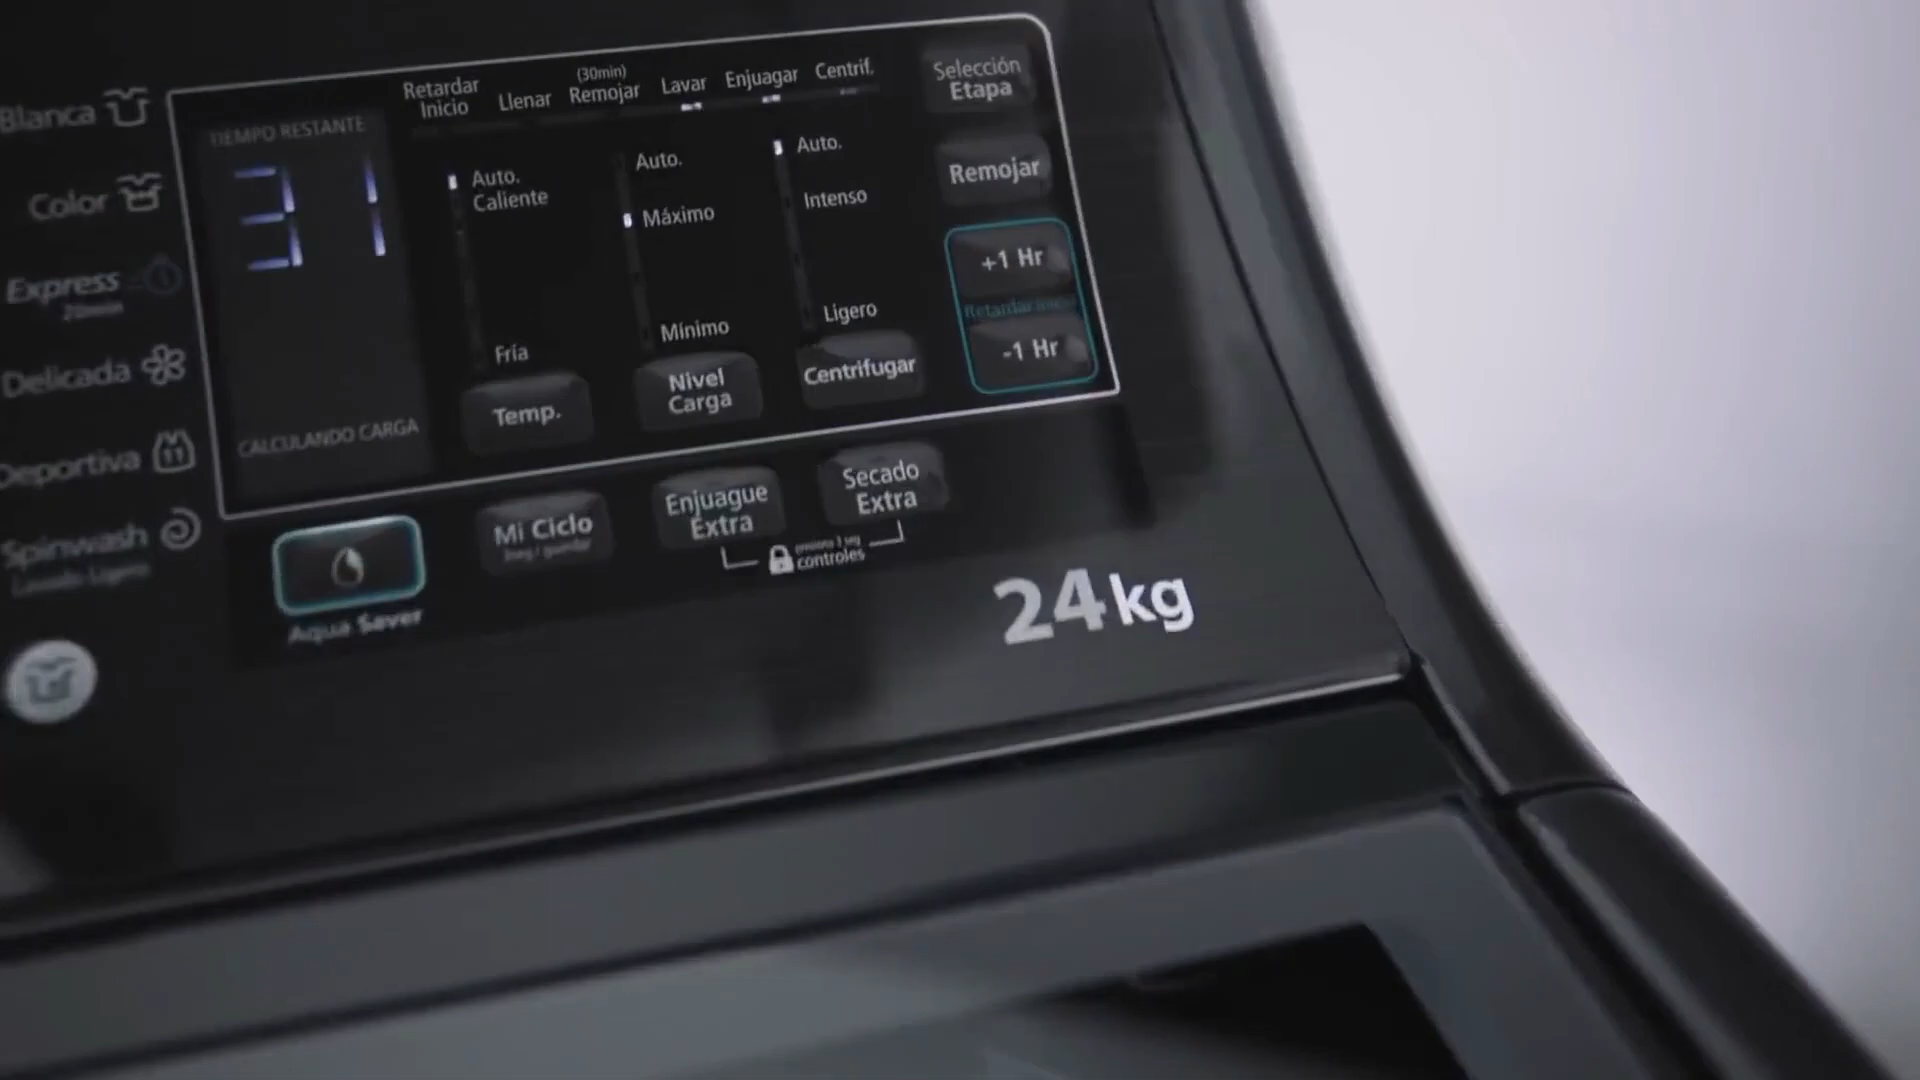 Blanca
Color
Express
20min
Delicada
Deportiva
Spinwash
Lavado Ligero
TIEMPO RESTANTE
31
CALCULANDO CARGA
Retardar
Inicio
Llenar
(30min)
Remojar
Lavar
Enjuagar
Centrif.
Auto.
Caliente
Fría
Temp.
Auto.
Máximo
Mínimo
Nivel
Carga
Auto.
Intenso
Ligero
Centrifugar
Selección
Etapa
Remojar
+1 Hr
Retardar Inicio
-1 Hr
Aqua Saver
Mi Ciclo
Enjuague
Extra
Secado
Extra
presiona 3 seg
controles
24kg